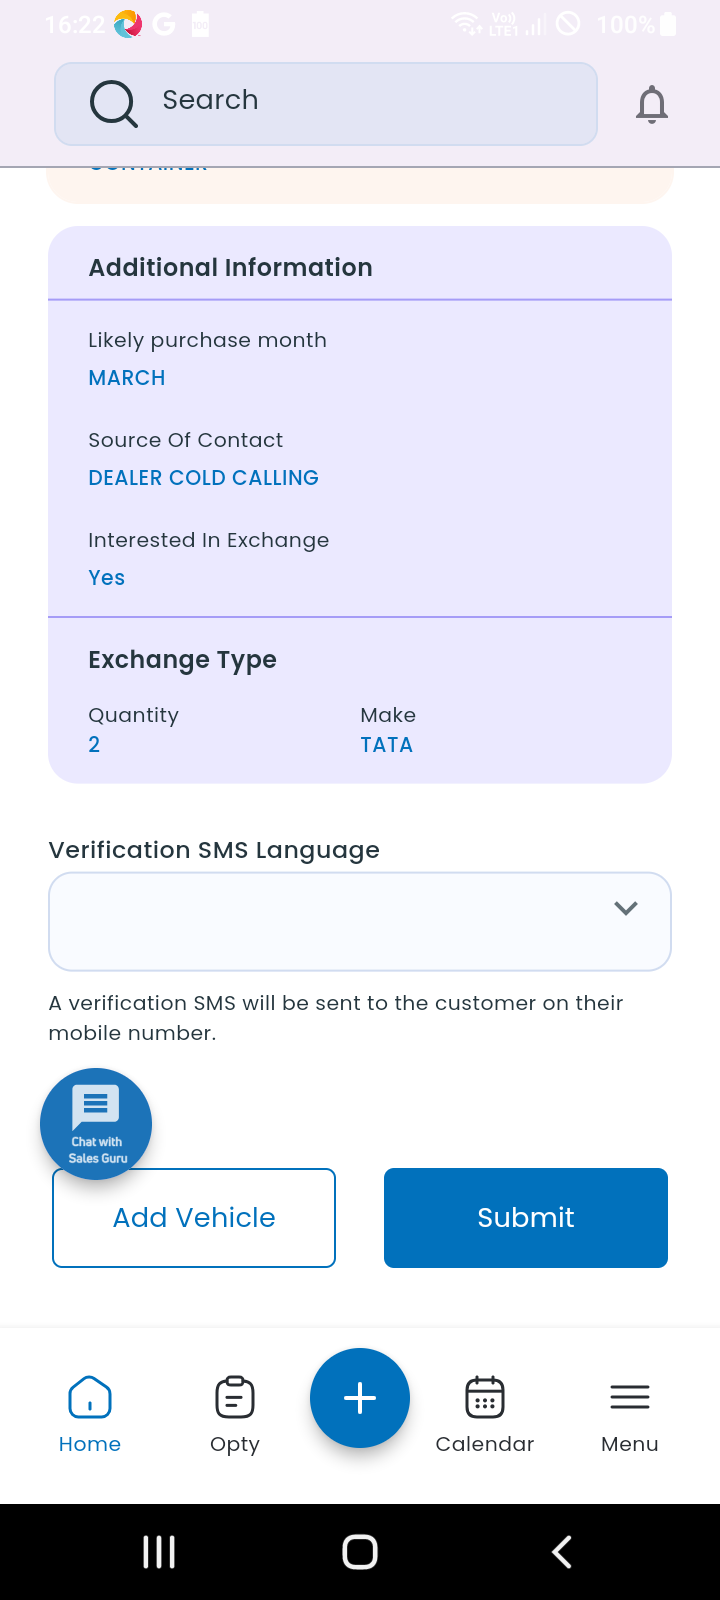 16:22
Vo)
LTE1
100%
Search
CONTAINER
Additional Information
Likely purchase month
MARCH
Source Of Contact
DEALER COLD CALLING
Interested In Exchange
Yes
Exchange Type
Quantity
Make
2
TATA
Verification SMS Language
A verification SMS will be sent to the customer on their
mobile number.
Chat with
Sales Guru
Add Vehicle
Submit
Home
Opty
Calendar
Menu